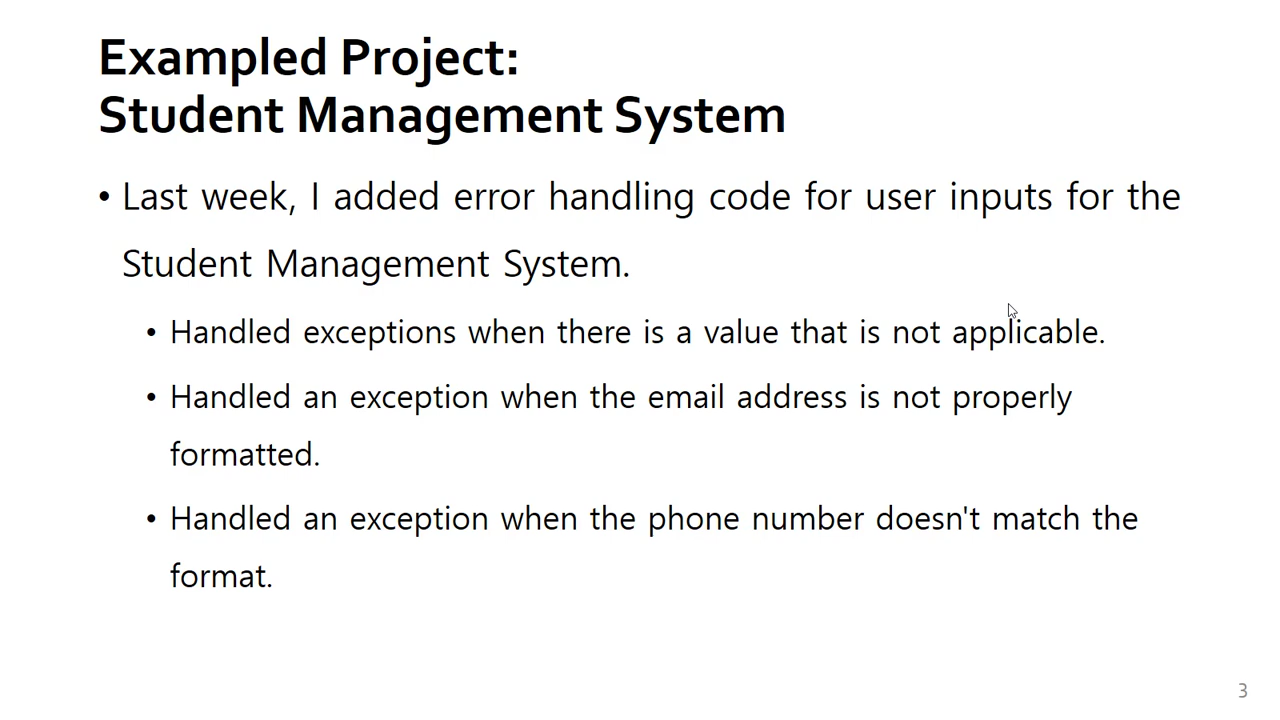 Exampled Project:
Student Management System
• Last week, I added error handling code for user inputs for the
Student Management System.
• Handled exceptions when there is a value that is not applicable.
• Handled an exception when the email address is not properly
formatted.
• Handled an exception when the phone number doesn't match the
format.
3